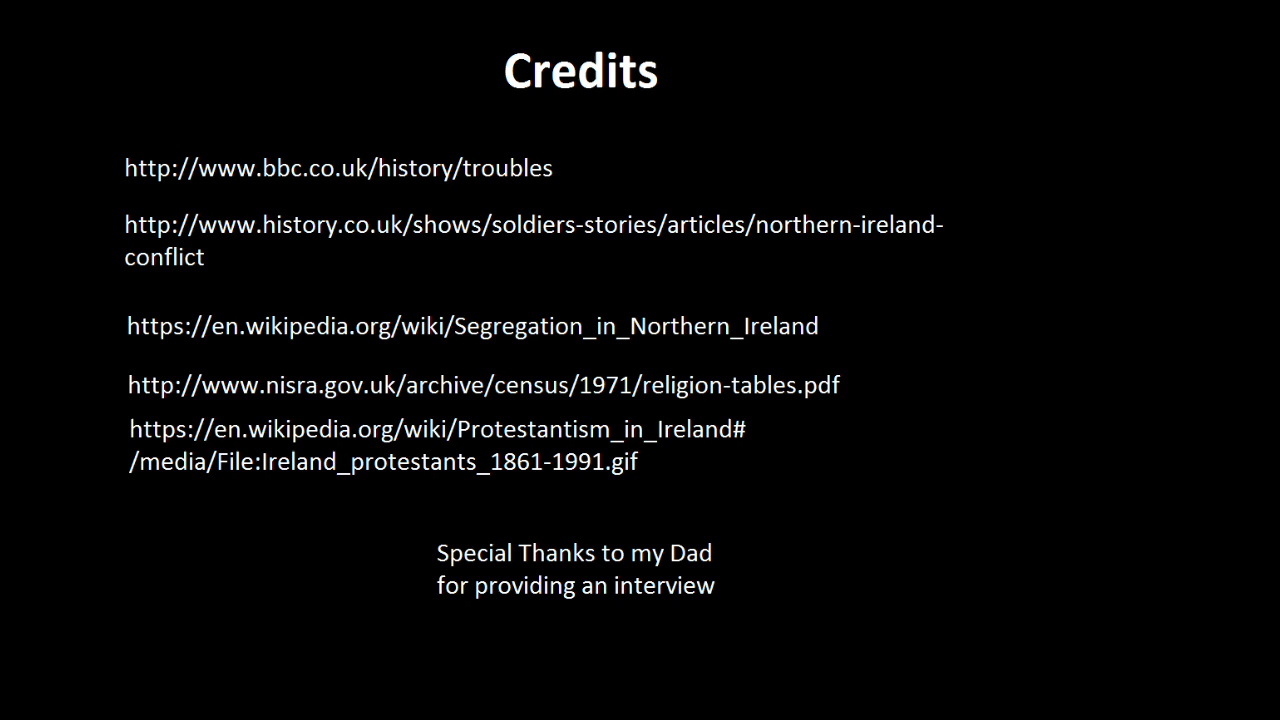 Credits
http://www.bbc.co.uk/history/troubles
http://www.history.co.uk/shows/soldiers-stories/articles/northern-ireland-
conflict
https://en.wikipedia.org/wiki/Segregation_in_Northern_Ireland
http://www.nisra.gov.uk/archive/census/1971/religion-tables.pdf
https://en.wikipedia.org/wiki/Protestantism_in_Ireland#
/media/File:Ireland_protestants_1861-1991.gif
Special Thanks to my Dad
for providing an interview